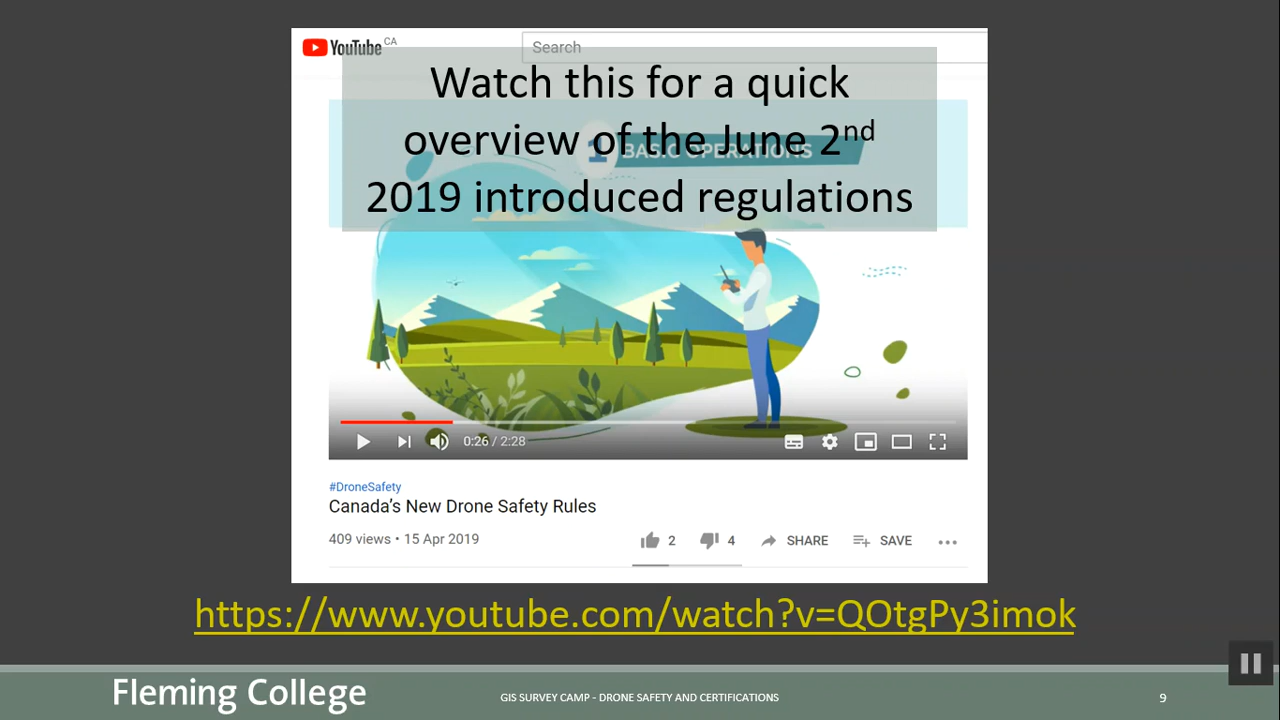 YouTube CA
Search
Watch this for a quick
overview of the June 2nd
2019 introduced regulations
1 BASIC OPERATIONS
0:26 / 2:28
#DroneSafety
Canada's New Drone Safety Rules
409 views • 15 Apr 2019
2 4 SHARE SAVE
https://www.youtube.com/watch?v=QOtgPy3imok
Fleming College
GIS SURVEY CAMP - DRONE SAFETY AND CERTIFICATIONS
9